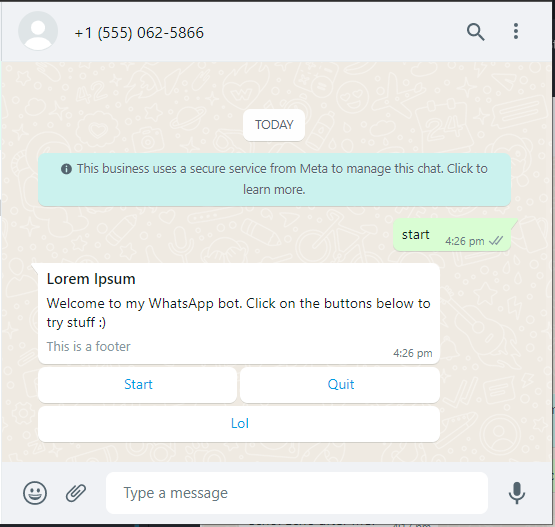 +1 (555) 062-5866
TODAY
This business uses a secure service from Meta to manage this chat. Click to
learn more.
start
4:26 pm
Lorem Ipsum
Welcome to my WhatsApp bot. Click on the buttons below to
try stuff :)
This is a footer
4:26 pm
Start
Quit
Lol
Type a message